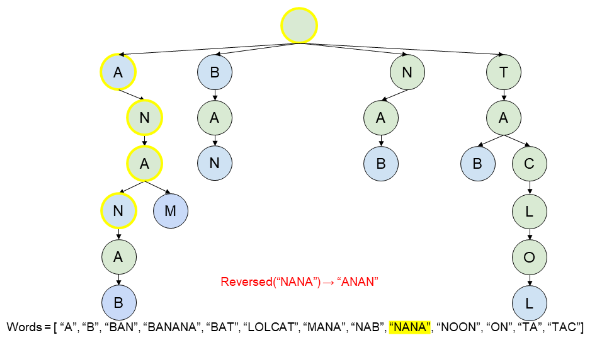 A B N T
N A A A
A N B B C
N M L
A O
B L
Reversed(“NANA”) → “ANAN”
Words = [ “A”, “B”, “BAN”, “BANANA”, “BAT”, “LOLCAT”, “MANA”, “NAB”, “NANA”, “NOON”, “ON”, “TA”, “TAC”]